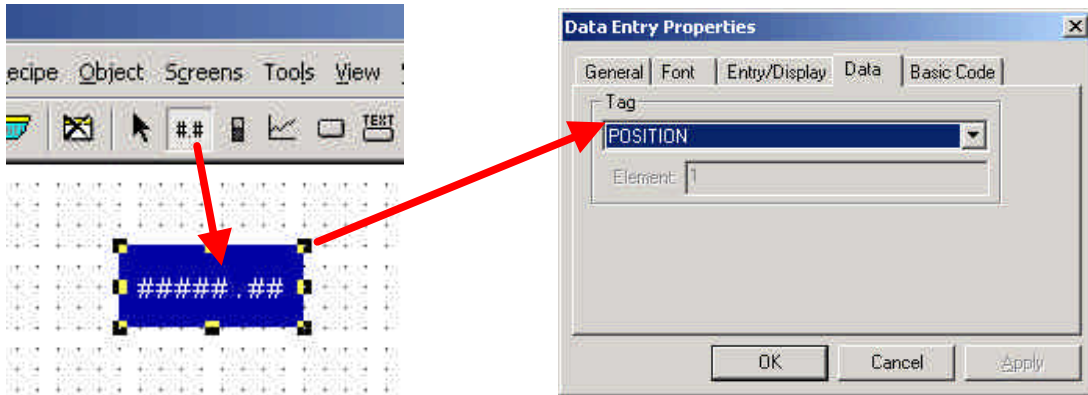 ecipe Object Screens Tools View
#.# TEXT
#####.##
Data Entry Properties
General Font Entry/Display Data Basic Code
Tag
POSITION
Element: 1
OK Cancel Apply